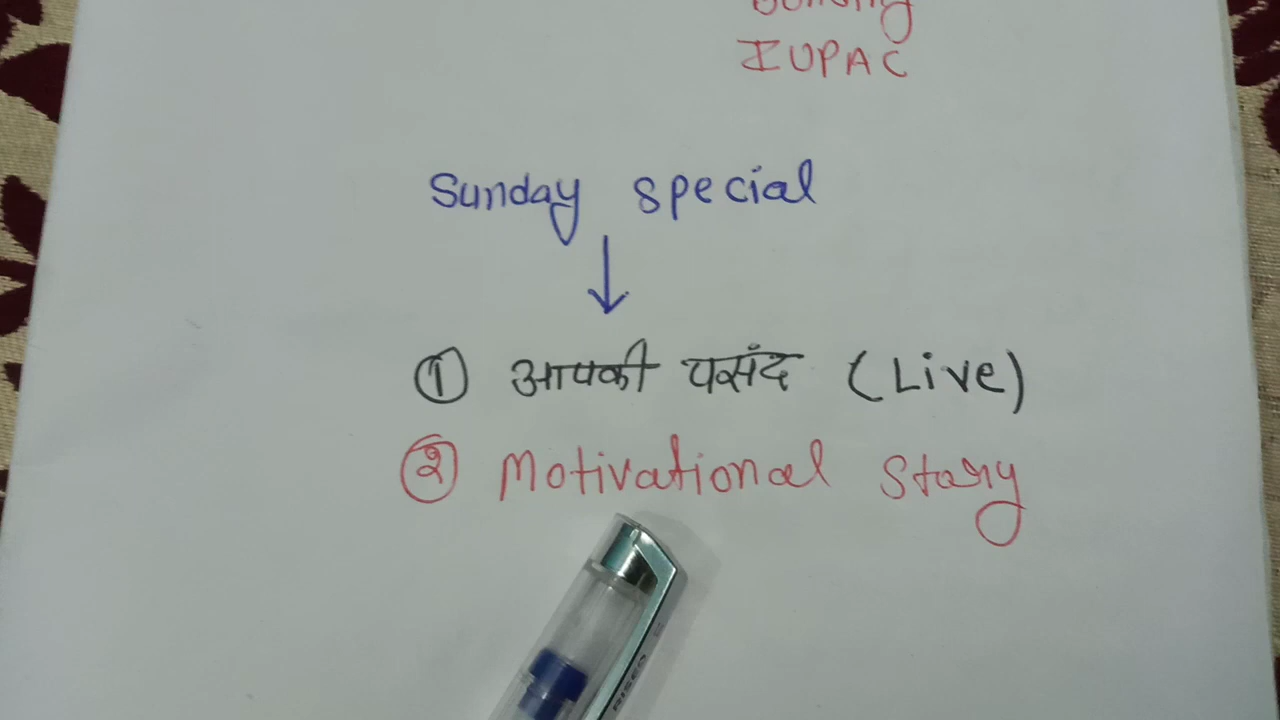 IUPAC
Sunday special
① आपकी पसंद (Live)
② Motivational Story